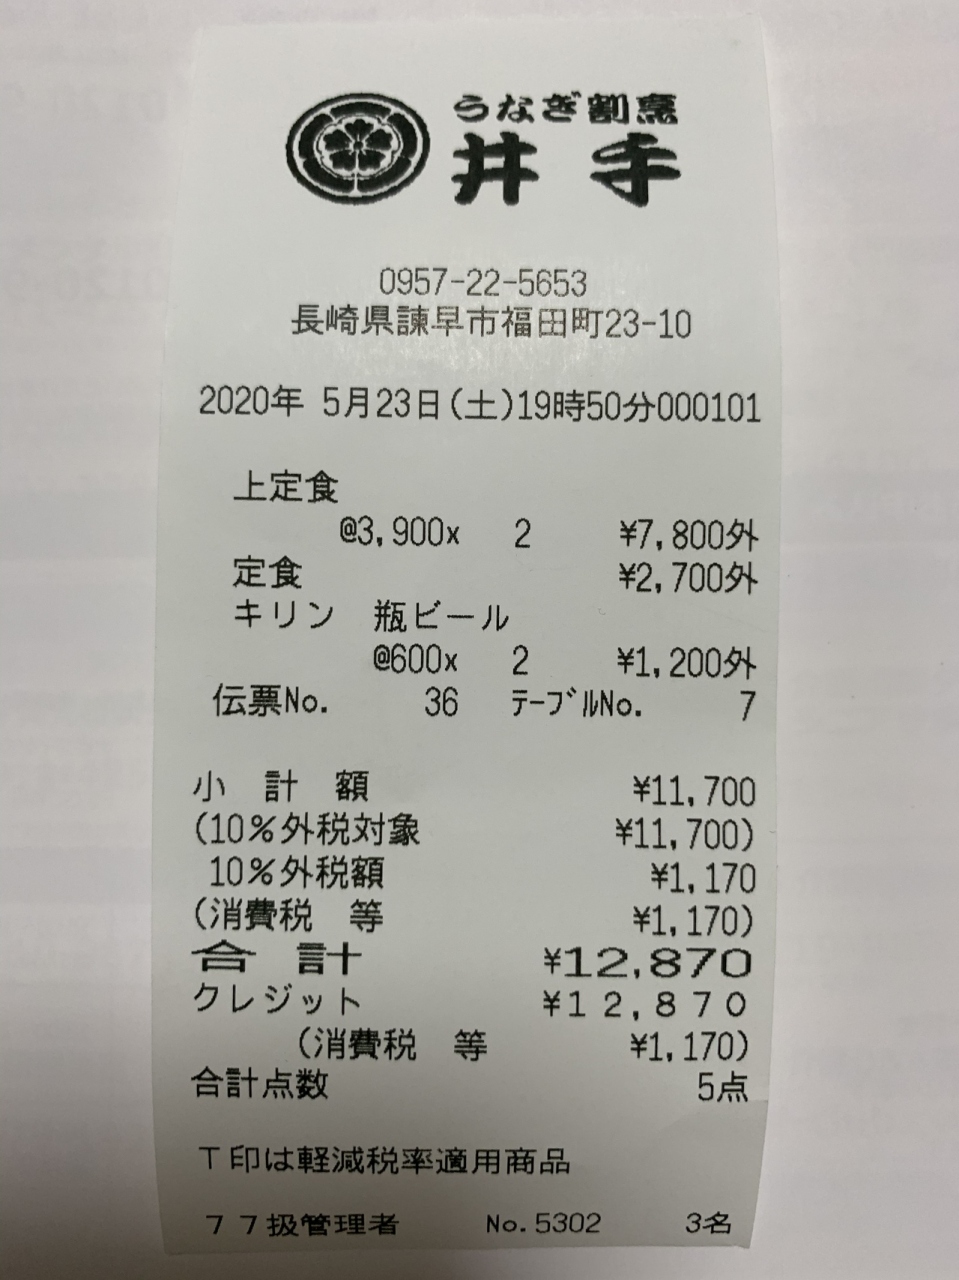 うなぎ割烹
井手
0957-22-5653
長崎県諫早市福田町23-10
2020年 5月23日(土)19時50分000101
上定食
@3,900x 2 ¥7,800外
定食 ¥2,700外
キリン 瓶ビール
@600x 2 ¥1,200外
伝票No. 36 ﾃｰﾌﾞﾙNo. 7
小 計 額 ¥11,700
(10%外税対象 ¥11,700)
10%外税額 ¥1,170
(消費税 等 ¥1,170)
合 計 ¥12,870
クレジット ¥12,870
(消費税 等 ¥1,170)
合計点数 5点
T印は軽減税率適用商品
77扱管理者 No.5302 3名